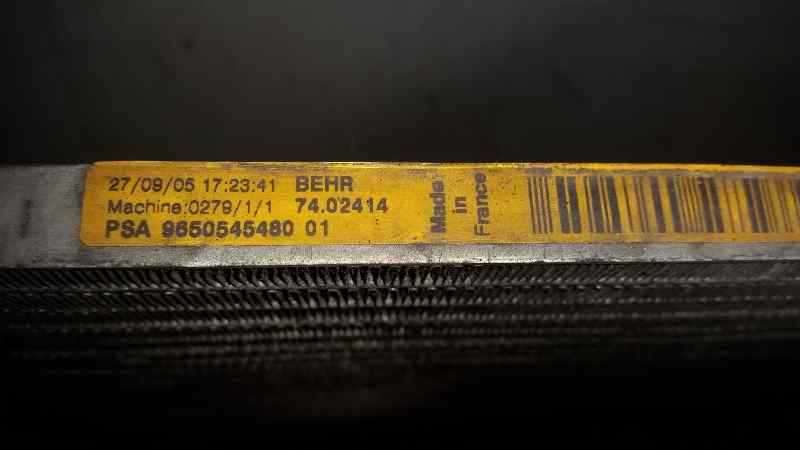 27/09/05 17:23:41 BEHR
Machine:0279/1/1 74.02414
PSA 9650545480 01
Made
in
France